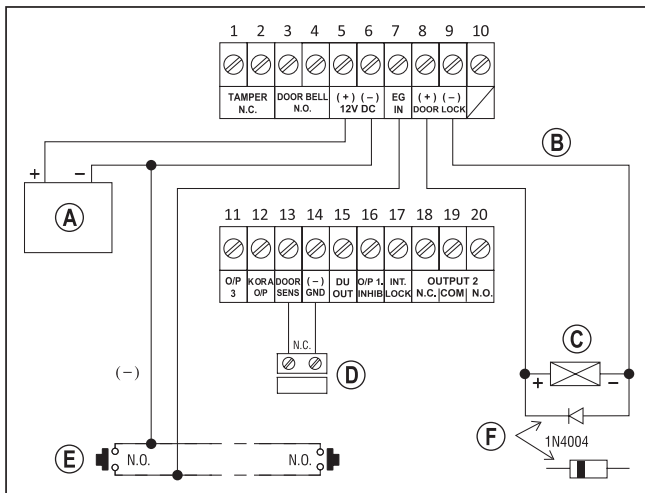 1 2 3 4 5 6 7 8 9 10
TAMPER N.C.
DOOR BELL N.O.
(+) (−) 12V DC
EG IN
(+) (−) DOOR LOCK
+ −
A
B
11 12 13 14 15 16 17 18 19 20
O/P 3
KORA O/P
DOOR SENS
(−) GND
DU OUT
O/P 1. INHIB
INT. LOCK
OUTPUT 2
N.C. COM N.O.
N.C.
D
C
+ −
(−)
E
N.O. N.O.
F
1N4004